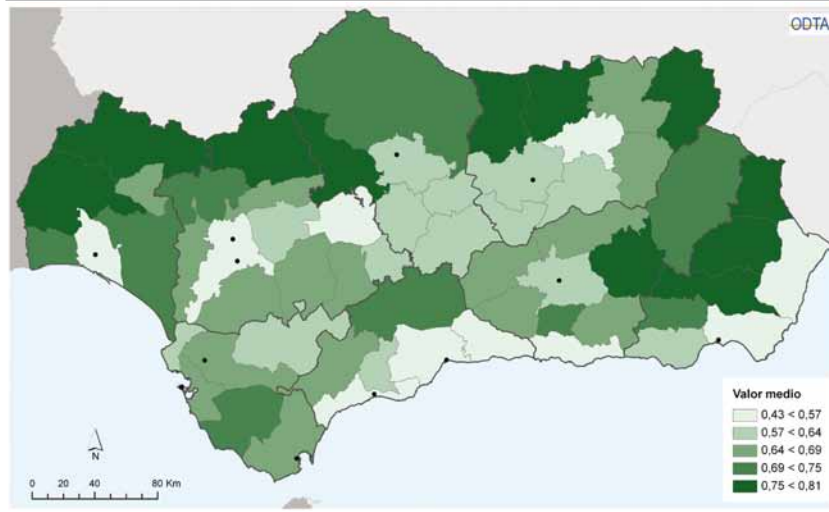 ODTA
Valor medio
0,43 < 0,57
0,57 < 0,64
0,64 < 0,69
0,69 < 0,75
0,75 < 0,81
N
0 20 40 80 Km